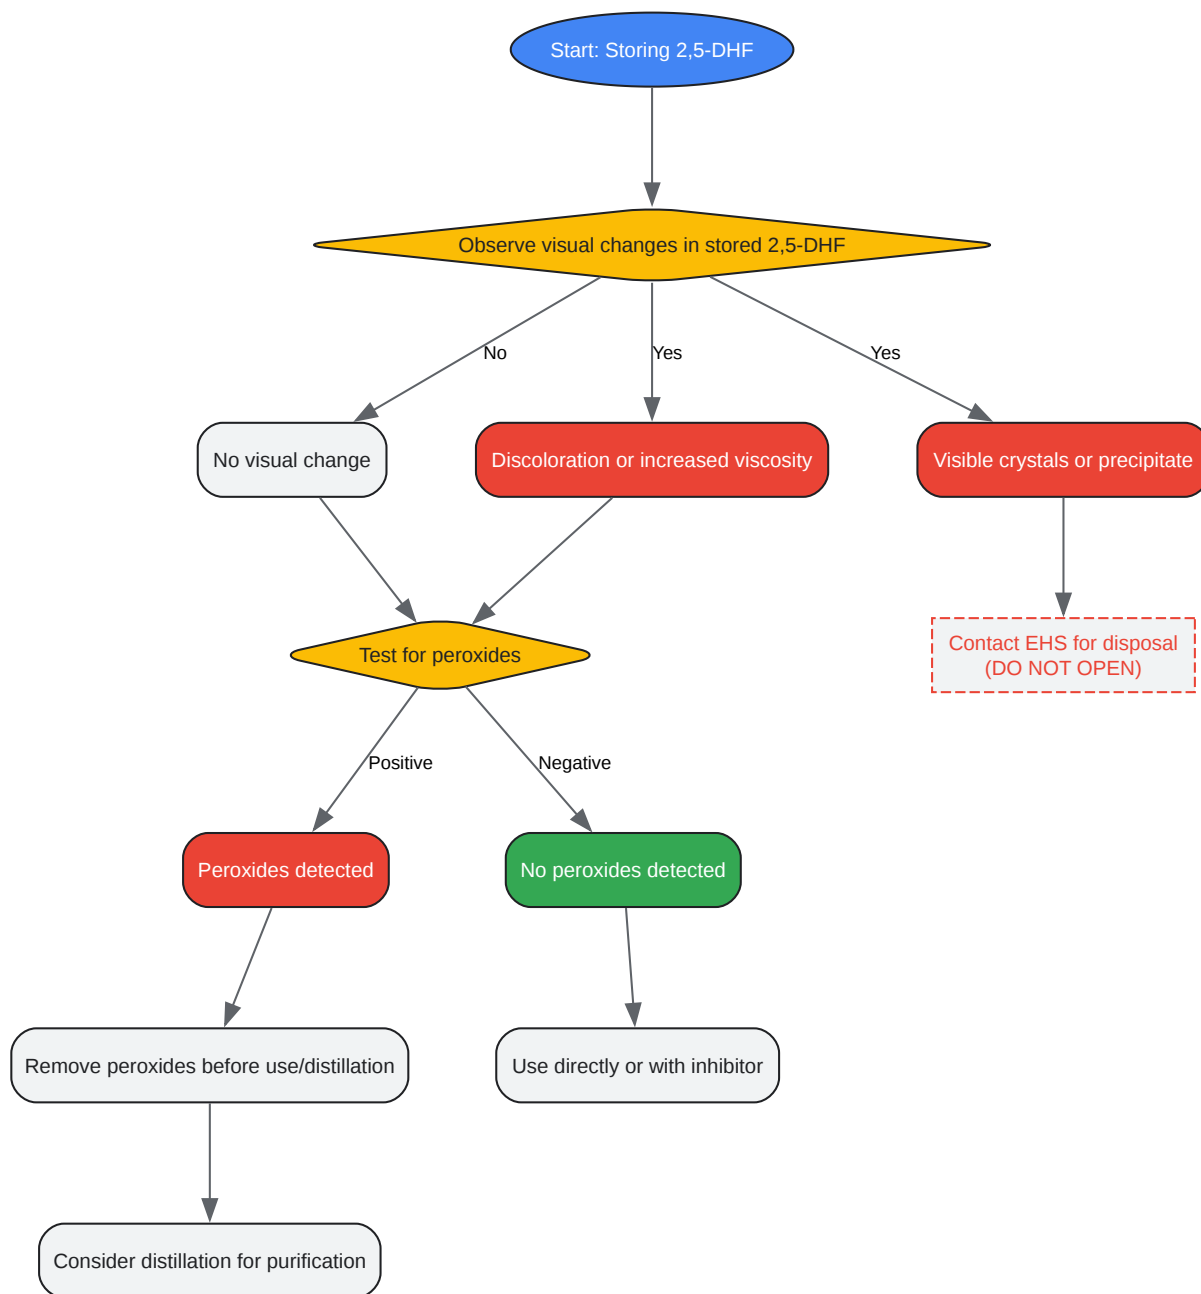 Start: Storing 2,5-DHF
Observe visual changes in stored 2,5-DHF
No
Yes
Yes
No visual change
Discoloration or increased viscosity
Visible crystals or precipitate
Test for peroxides
Contact EHS for disposal
(DO NOT OPEN)
Positive
Negative
Peroxides detected
No peroxides detected
Remove peroxides before use/distillation
Use directly or with inhibitor
Consider distillation for purification